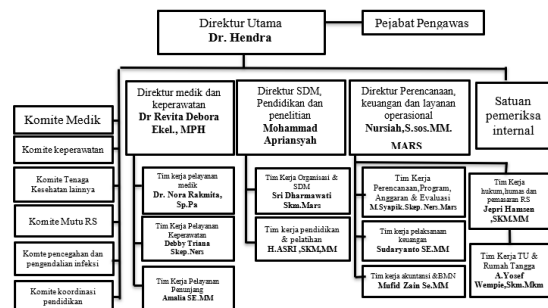 Direktur Utama
Dr. Hendra
Pejabat Pengawas
Direktur medik dan
keperawatan
Dr Revita Debora
Ekel., MPH
Direktur SDM,
Pendidikan dan
penelitian
Mohammad
Apriansyah
Direktur Perencanaan,
keuangan dan layanan
operasional
Nursiah,S.sos.MM.
MARS
Satuan
pemeriksa
internal
Komite Medik
Komite keperawatan
Komite Tenaga
Kesehatan lainnya
Komite Mutu RS
Komte pencegahan dan
pengendalian infeksi
Komite koordinasi
pendidikan
Tim kerja pelayanan
medik
Dr. Nora Rakmita,
Sp.Pa
Tim Kerja Pelayanan
Keperawatan
Debby Triana
Skep.Ners
Tim Kerja Pelayanan
Penunjang
Amalia SE.MM
Tim Kerja Organisasi &
SDM
Sri Dharmawati
Skm.Mars
Tim kerja pendidikan
& pelatihan
H.ASRI ,SKM,MM
Tim Kerja
Perencanaan,Program,
Anggaran & Evaluasi
M.Syapik.Skep.Ners.Mars
Tim kerja pelaksanaan
keuangan
Sudaryanto SE.MM
Tim kerja akuntansi &BMN
Mufid Zain Se.MM
Tim Kerja
hukum,humas dan
pemasaran RS
Jepri Hamsen
,SKM.MM
Tim Kerja TU &
Rumah Tangga
A.Yosef
Wempie,Skm.Mkm